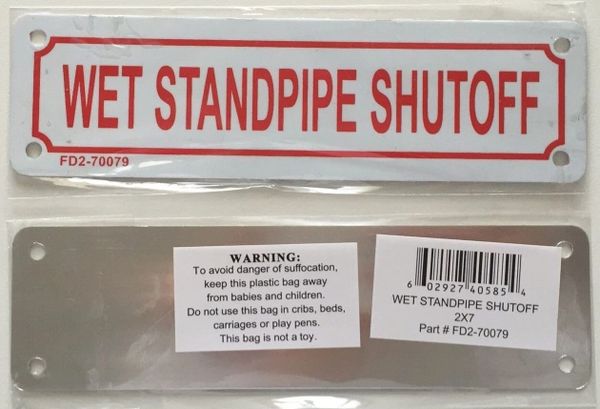 WET STANDPIPE SHUTOFF
FD2-70079
WARNING:
To avoid danger of suffocation,
keep this plastic bag away
from babies and children.
Do not use this bag in cribs, beds,
carriages or play pens.
This bag is not a toy.
6 02927 40585 4
WET STANDPIPE SHUTOFF
2X7
Part # FD2-70079